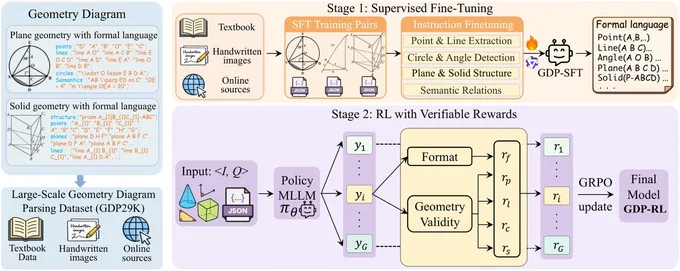 Geometry Diagram
Plane geometry with formal language
Solid geometry with formal language
Large-Scale Geometry Diagram
Parsing Dataset (GDP29K)
Textbook
Data
Handwritten
images
Online
sources
Stage 1: Supervised Fine-Tuning
Textbook
Handwritten
images
Online
sources
SFT Training Pairs
JSON
JSON
JSON
Instruction Finetuning
Point & Line Extraction
Circle & Angle Detection
Plane & Solid Structure
Semantic Relations
GDP-SFT
Formal language
Point(A,B,..)
Line(A B C)...
Angle(A O B)...
Plane(A B C D)...
Solid(P-ABCD)...
. . .
Stage 2: RL with Verifiable Rewards
Input: <I, Q>
{...}
JSON
Policy
MLLM
πθ
y1
yi
yG
Format
Geometry
Validity
rf
rp
rl
rc
rs
r1
ri
rG
GRPO
update
Final
Model
GDP-RL